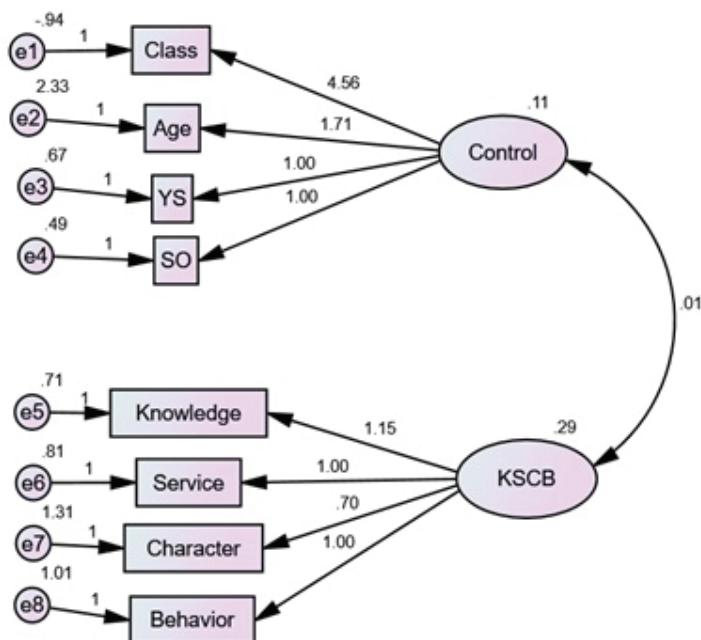 -.94
e1
1
Class
4.56
2.33
e2
1
Age
1.71
.11
Control
.67
e3
1
YS
1.00
.49
e4
1
SO
1.00
.01
.71
e5
1
Knowledge
1.15
.29
KSCB
.81
e6
1
Service
1.00
1.31
e7
1
Character
.70
1.01
e8
1
Behavior
1.00